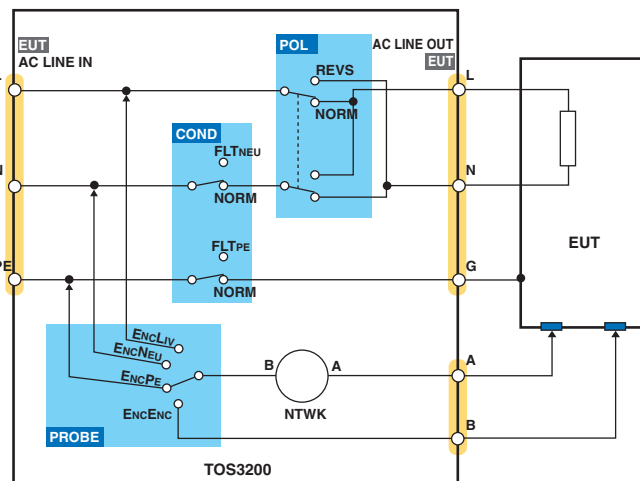 EUT
AC LINE IN
POL
AC LINE OUT
EUT
L
REVS
L
NORM
COND
FLTNEU
N
NORM
N
EUT
FLTPE
PE
NORM
G
ENCLIV
ENCNEU
ENCPE
B
A
A
NTWK
ENCENC
PROBE
B
TOS3200